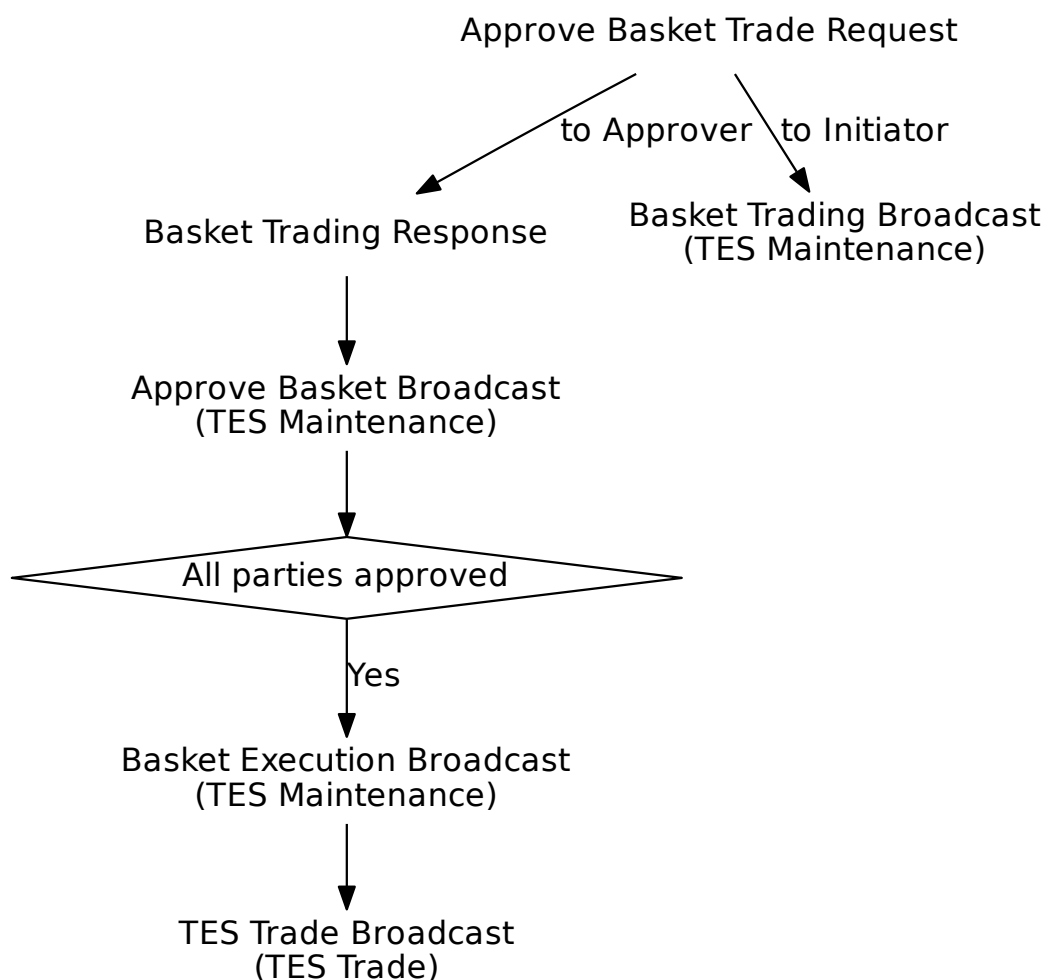 Approve Basket Trade Request
to Approver
to Initiator
Basket Trading Response
Basket Trading Broadcast
(TES Maintenance)
Approve Basket Broadcast
(TES Maintenance)
All parties approved
Yes
Basket Execution Broadcast
(TES Maintenance)
TES Trade Broadcast
(TES Trade)